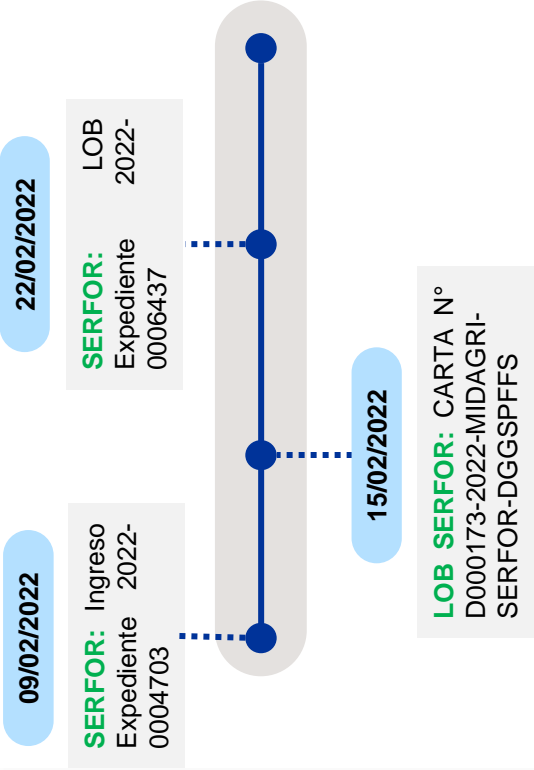 09/02/2022
SERFOR: Ingreso
Expediente 2022-
0004703
15/02/2022
LOB SERFOR: CARTA N°
D000173-2022-MIDAGRI-
SERFOR-DGGSPFFS
22/02/2022
SERFOR: LOB
Expediente 2022-
0006437